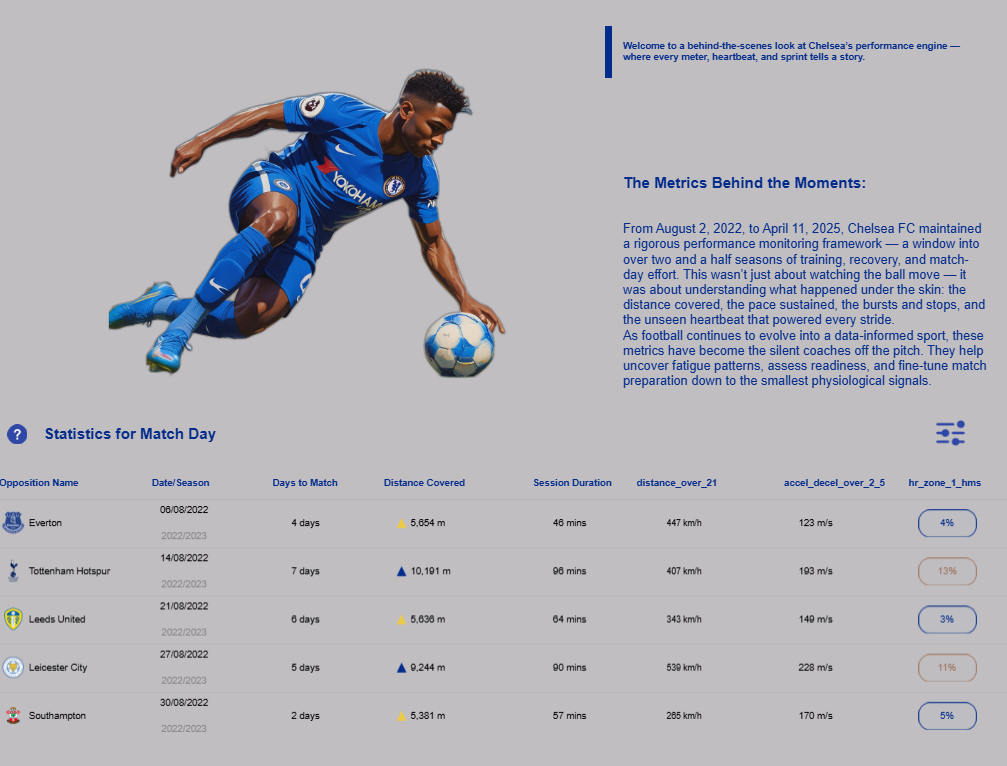 Welcome to a behind-the-scenes look at Chelsea's performance engine —
where every meter, heartbeat, and sprint tells a story.
YOKOHAMA
The Metrics Behind the Moments:
From August 2, 2022, to April 11, 2025, Chelsea FC maintained
a rigorous performance monitoring framework — a window into
over two and a half seasons of training, recovery, and match-
day effort. This wasn't just about watching the ball move — it
was about understanding what happened under the skin: the
distance covered, the pace sustained, the bursts and stops, and
the unseen heartbeat that powered every stride.
As football continues to evolve into a data-informed sport, these
metrics have become the silent coaches off the pitch. They help
uncover fatigue patterns, assess readiness, and fine-tune match
preparation down to the smallest physiological signals.
? Statistics for Match Day
Opposition Name Date/Season Days to Match Distance Covered Session Duration distance_over_21 accel_decel_over_2_5 hr_zone_1_hms
06/08/2022
Everton 4 days 5,654 m 46 mins 447 km/h 123 m/s 4%
2022/2023
14/08/2022
Tottenham Hotspur 7 days 10,191 m 96 mins 407 km/h 193 m/s 13%
2022/2023
21/08/2022
Leeds United 6 days 5,636 m 64 mins 343 km/h 149 m/s 3%
2022/2023
27/08/2022
Leicester City 5 days 9,244 m 90 mins 539 km/h 228 m/s 11%
2022/2023
30/08/2022
Southampton 2 days 5,381 m 57 mins 265 km/h 170 m/s 5%
2022/2023